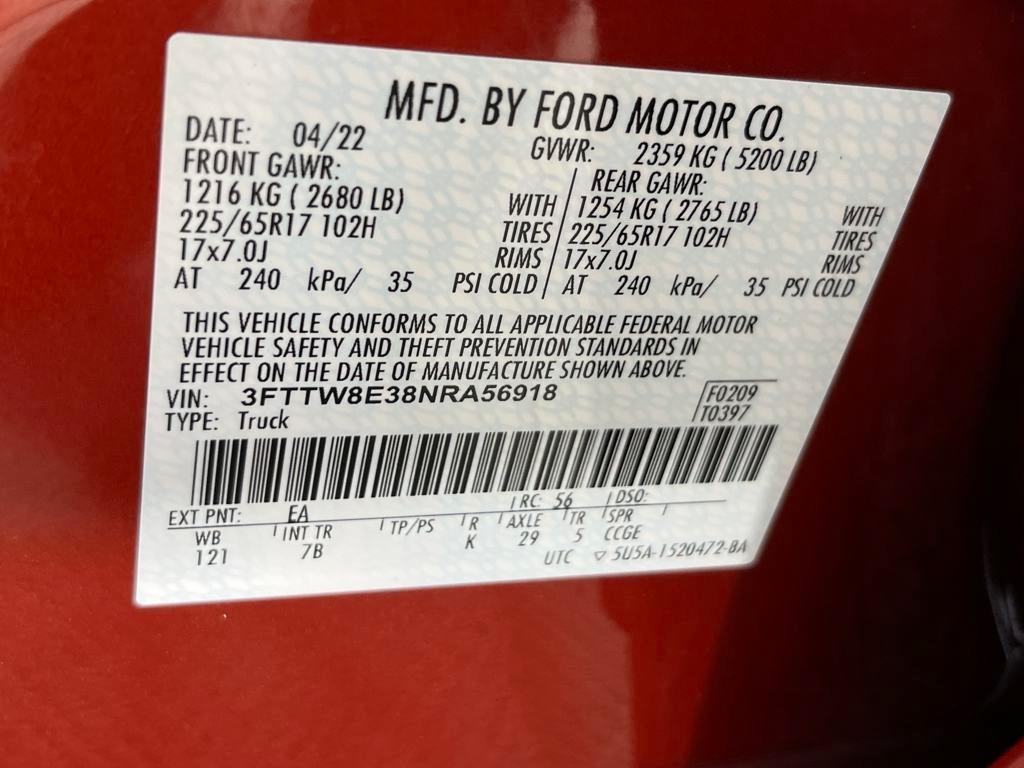 MFD. BY FORD MOTOR CO.
DATE: 04/22
GVWR: 2359 KG ( 5200 LB)
FRONT GAWR:
1216 KG ( 2680 LB) WITH
225/65R17 102H TIRES
17x7.0J RIMS
AT 240 kPa/ 35 PSI COLD
REAR GAWR:
1254 KG ( 2765 LB) WITH
225/65R17 102H TIRES
17x7.0J RIMS
AT 240 kPa/ 35 PSI COLD
THIS VEHICLE CONFORMS TO ALL APPLICABLE FEDERAL MOTOR
VEHICLE SAFETY AND THEFT PREVENTION STANDARDS IN
EFFECT ON THE DATE OF MANUFACTURE SHOWN ABOVE.
VIN: 3FTTW8E38NRA56918
TYPE: Truck
F0209
T0397
EXT PNT: EA RC: 56 DSO:
WB INT TR TP/PS R AXLE TR SPR
121 7B K 29 5 CCGE
UTC ▽ 5U5A-1520472-BA